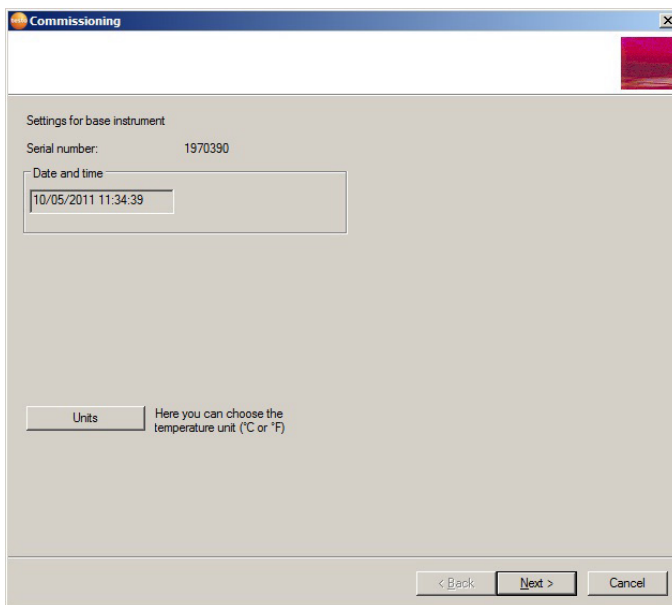 testo Commissioning
Settings for base instrument
Serial number: 1970390
Date and time
10/05/2011 11:34:39
Units
Here you can choose the
temperature unit (°C or °F)
< Back Next > Cancel